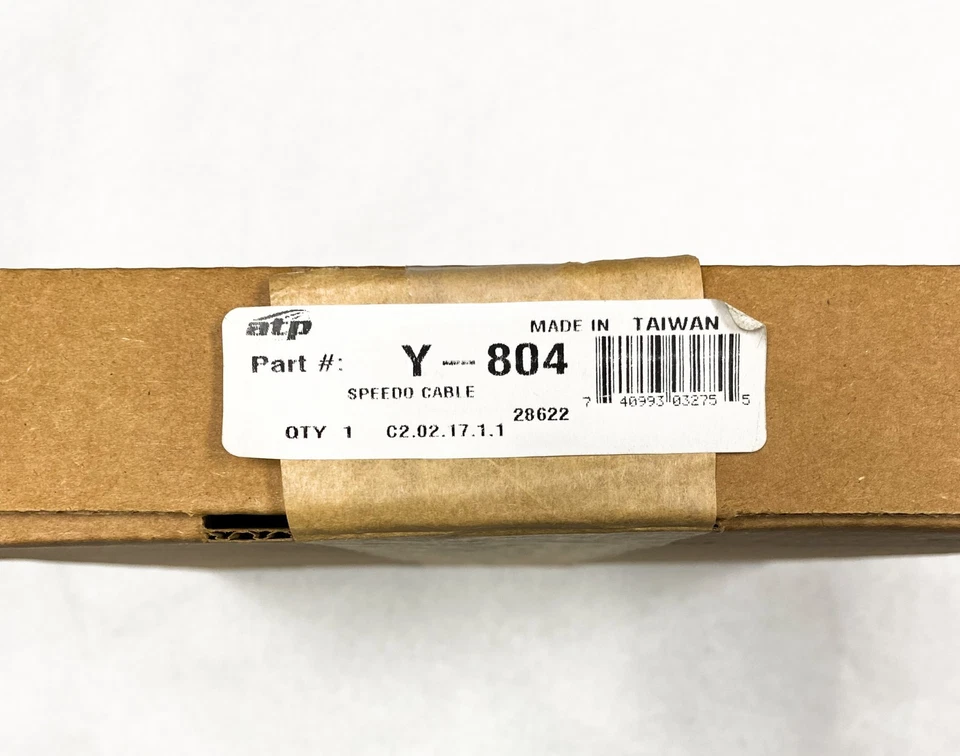 atp
MADE IN TAIWAN
Part #: Y-804
SPEEDO CABLE
7 40993 03275 5
28622
QTY 1 C2.02.17.1.1